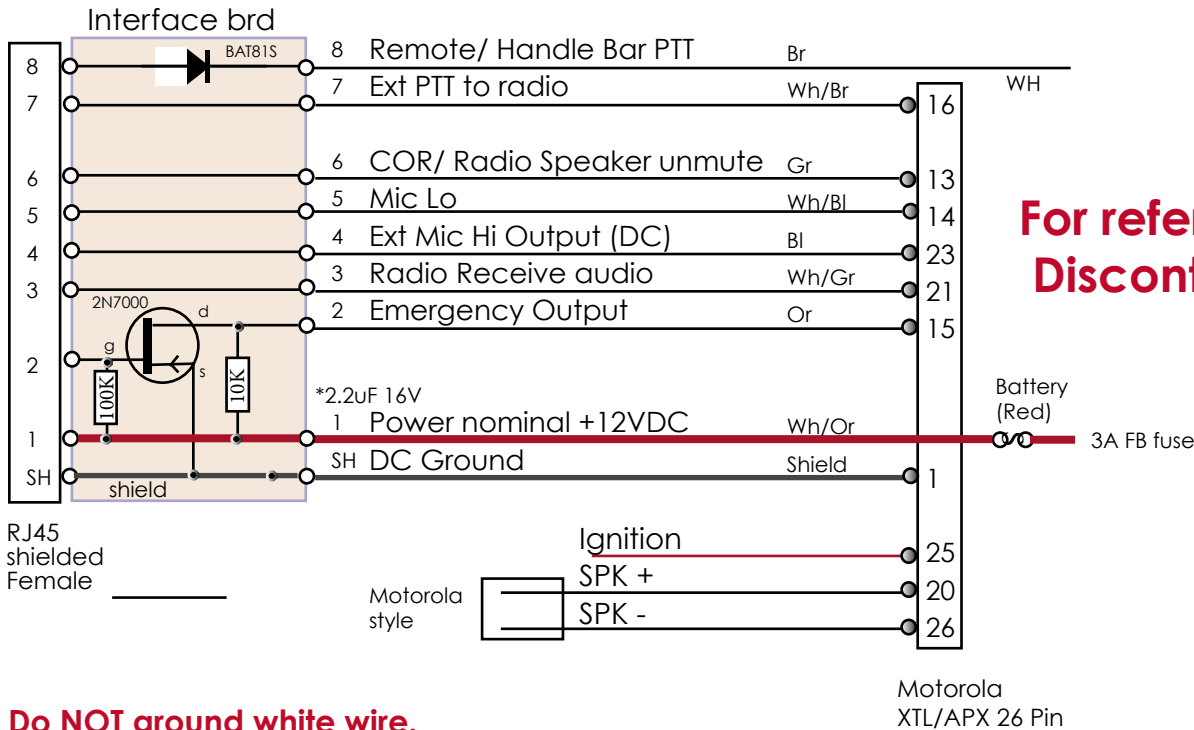 Interface brd
BAT81S
8
8 Remote/ Handle Bar PTT Br
WH
7
7 Ext PTT to radio Wh/Br
16
6
6 COR/ Radio Speaker unmute Gr
13
5
5 Mic Lo Wh/Bl
14
4
4 Ext Mic Hi Output (DC) Bl
23
3
3 Radio Receive audio Wh/Gr
21
2N7000
d
2 Emergency Output Or
15
2
g
s
100K
10K
*2.2uF 16V
1
1 Power nominal +12VDC Wh/Or
Battery
(Red)
3A FB fuse
SH
SH DC Ground Shield
1
shield
For refer
Discont
RJ45
shielded
Female
Ignition
25
SPK +
20
SPK -
26
Motorola
style
Motorola
XTL/APX 26 Pin
Do NOT ground white wire.